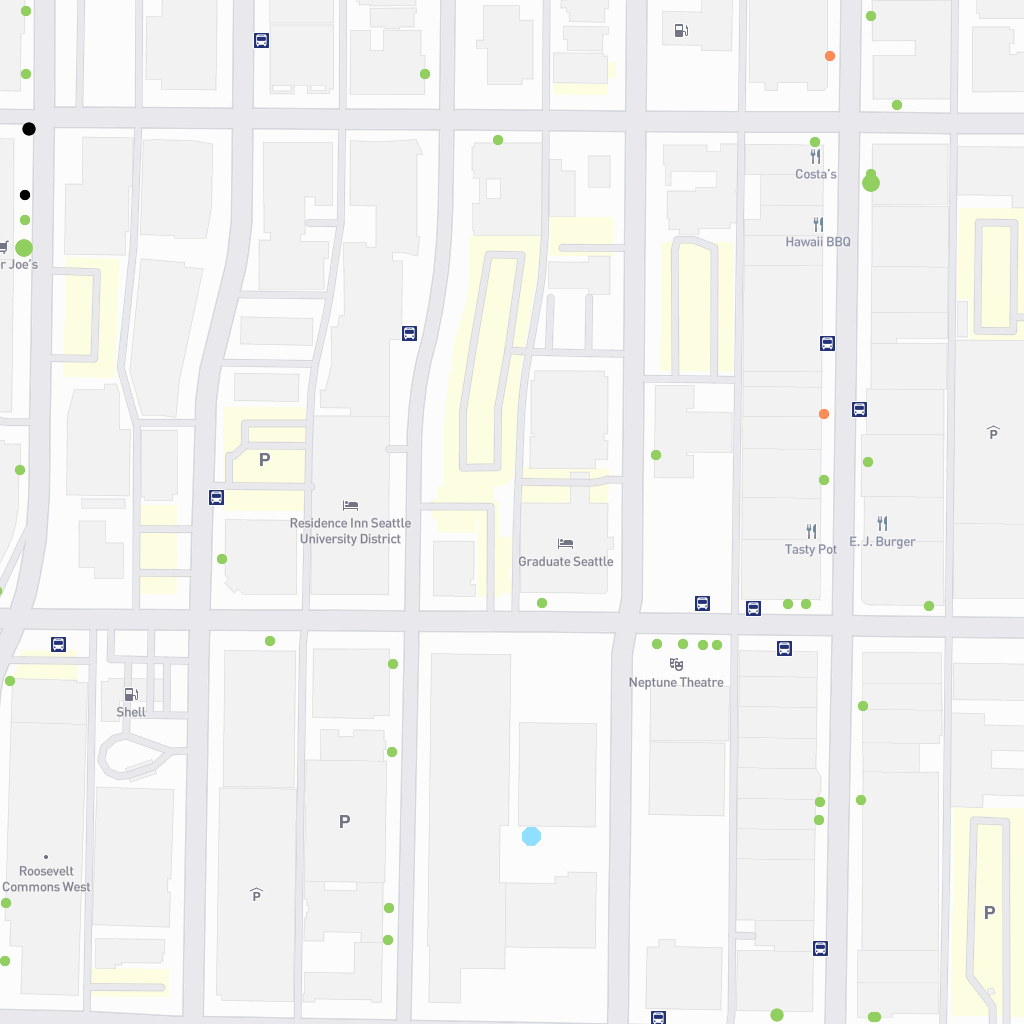 Costa's
Hawaii BBQ
r Joe's
P
P
Residence Inn Seattle
University District
Graduate Seattle
Tasty Pot
E. J. Burger
Neptune Theatre
Shell
P
Roosevelt
Commons West
P
P